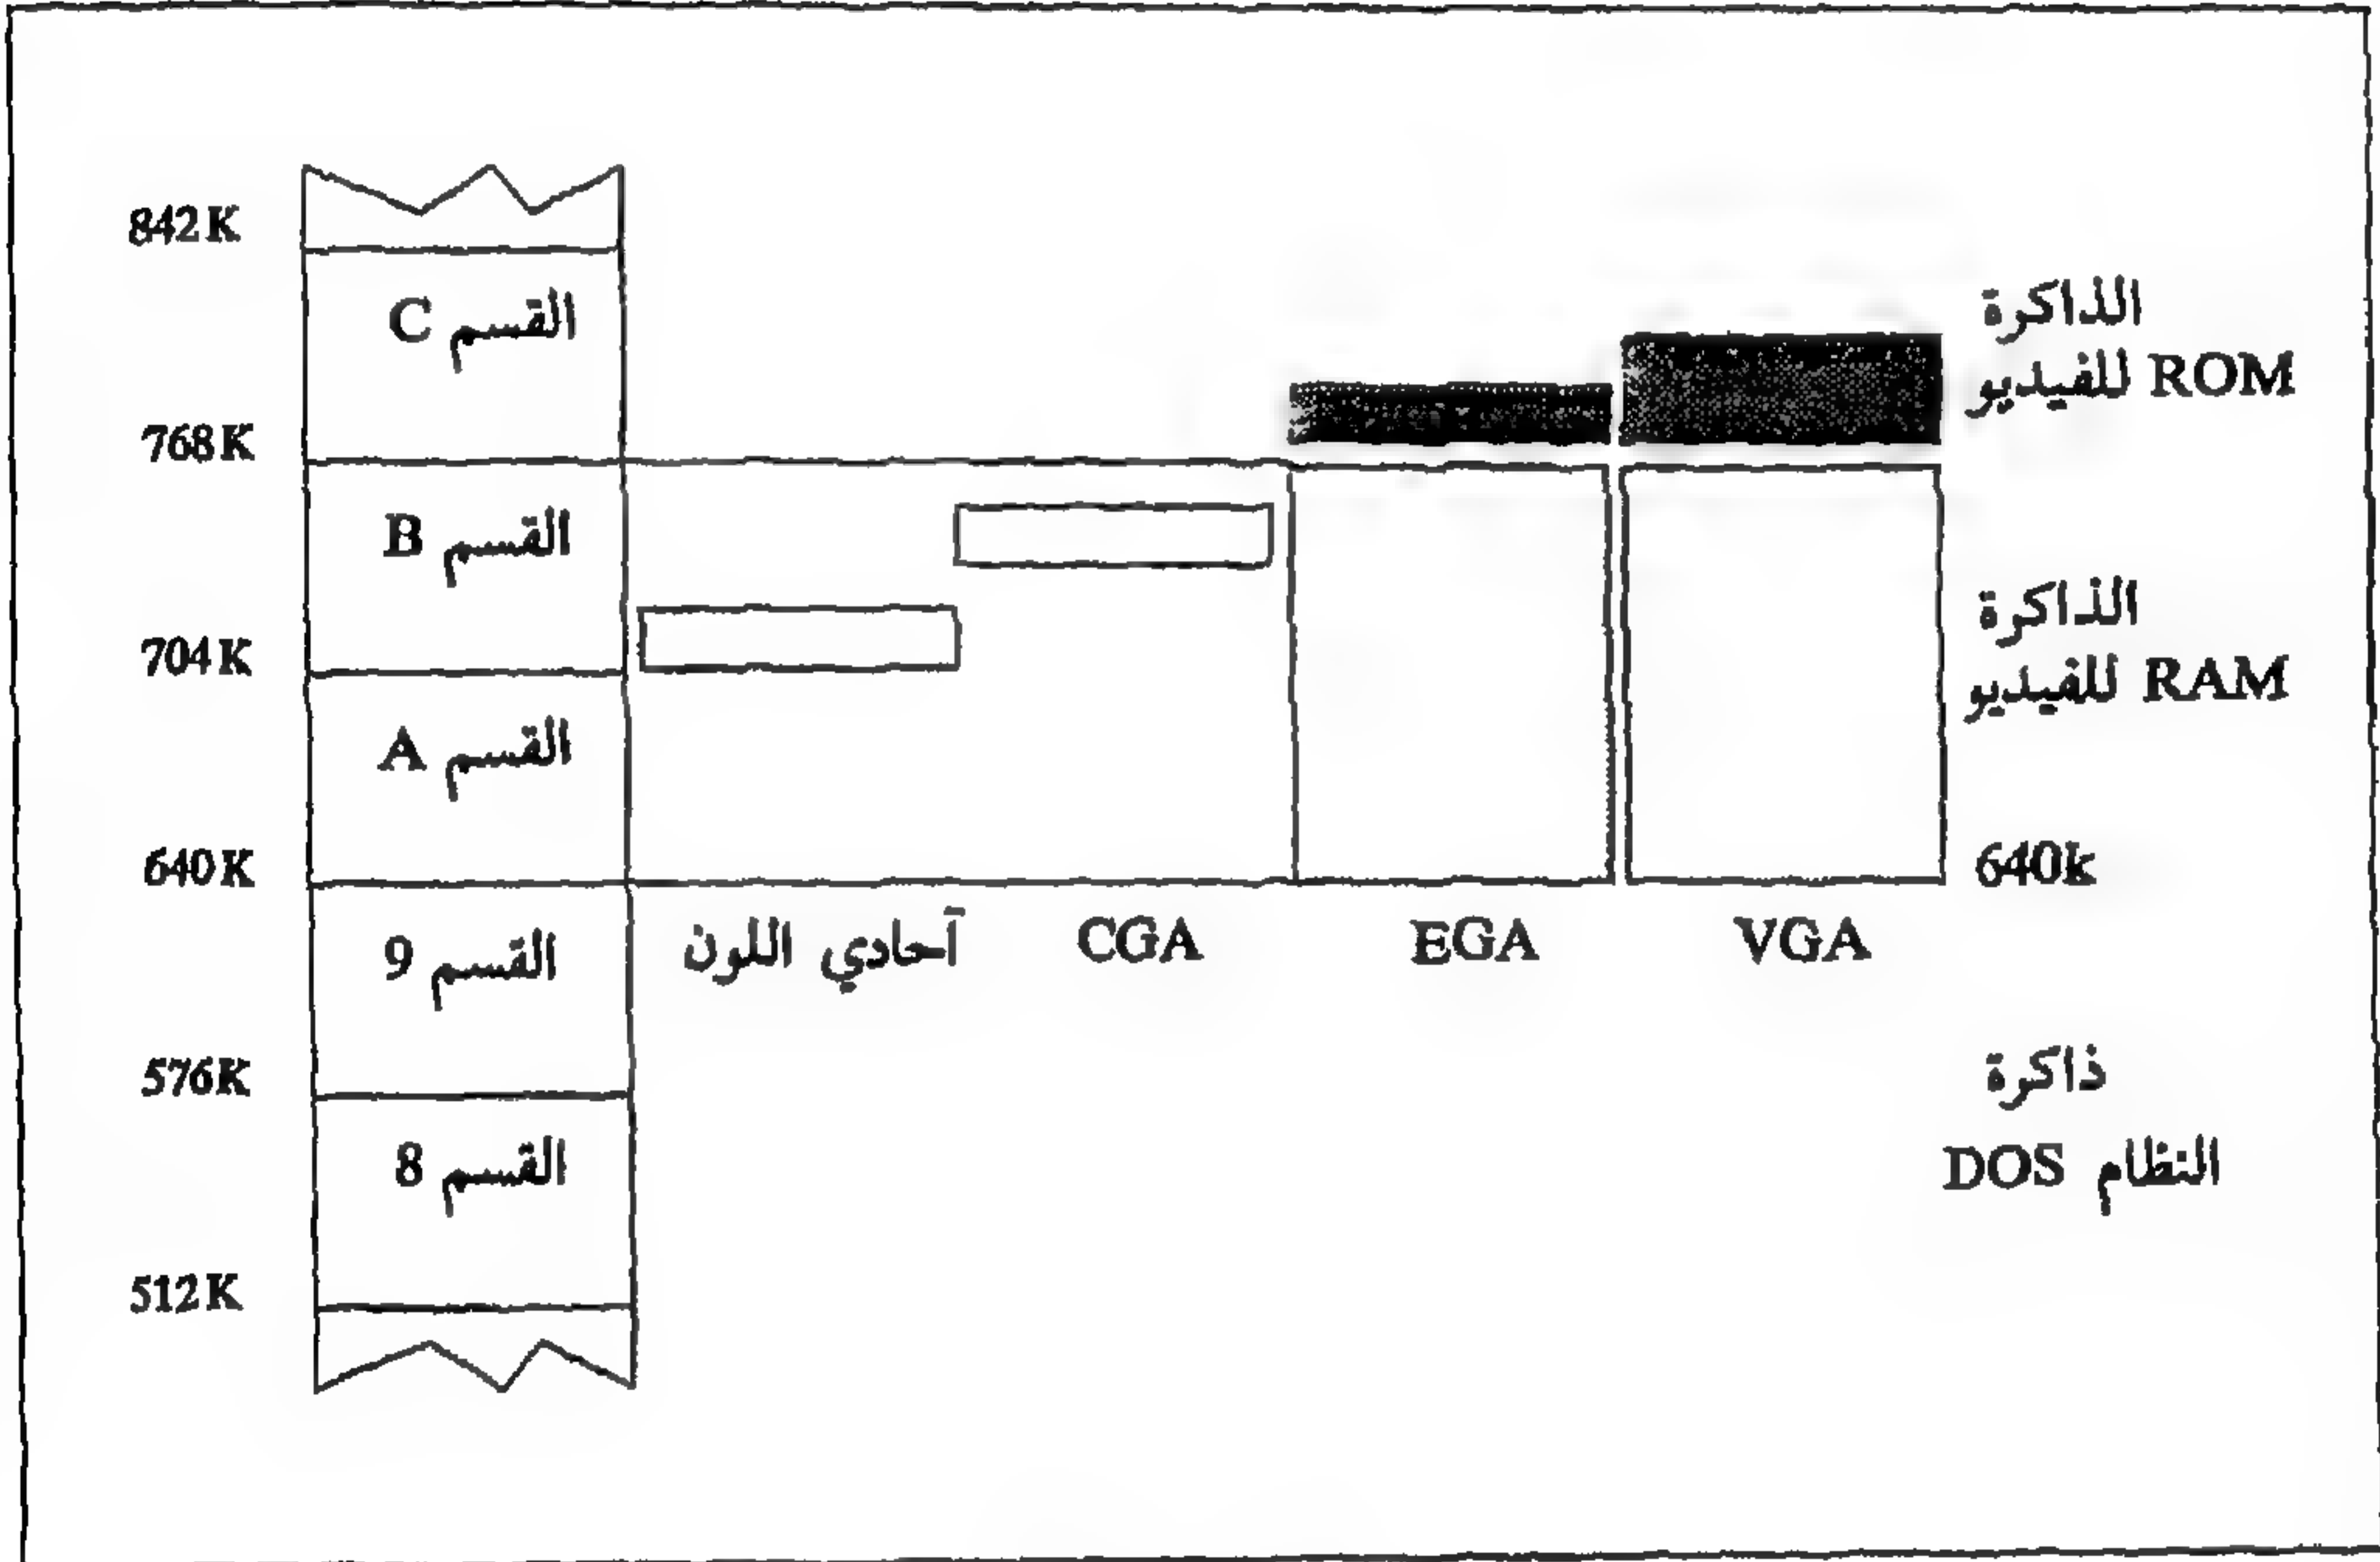 842K
القسم C
الذاكرة
ROM للفيديو
768K
القسم B
704K
الذاكرة
RAM للفيديو
القسم A
640K
640k
القسم 9
آحادي اللون
CGA
EGA
VGA
576K
ذاكرة
القسم 8
النظام DOS
512K